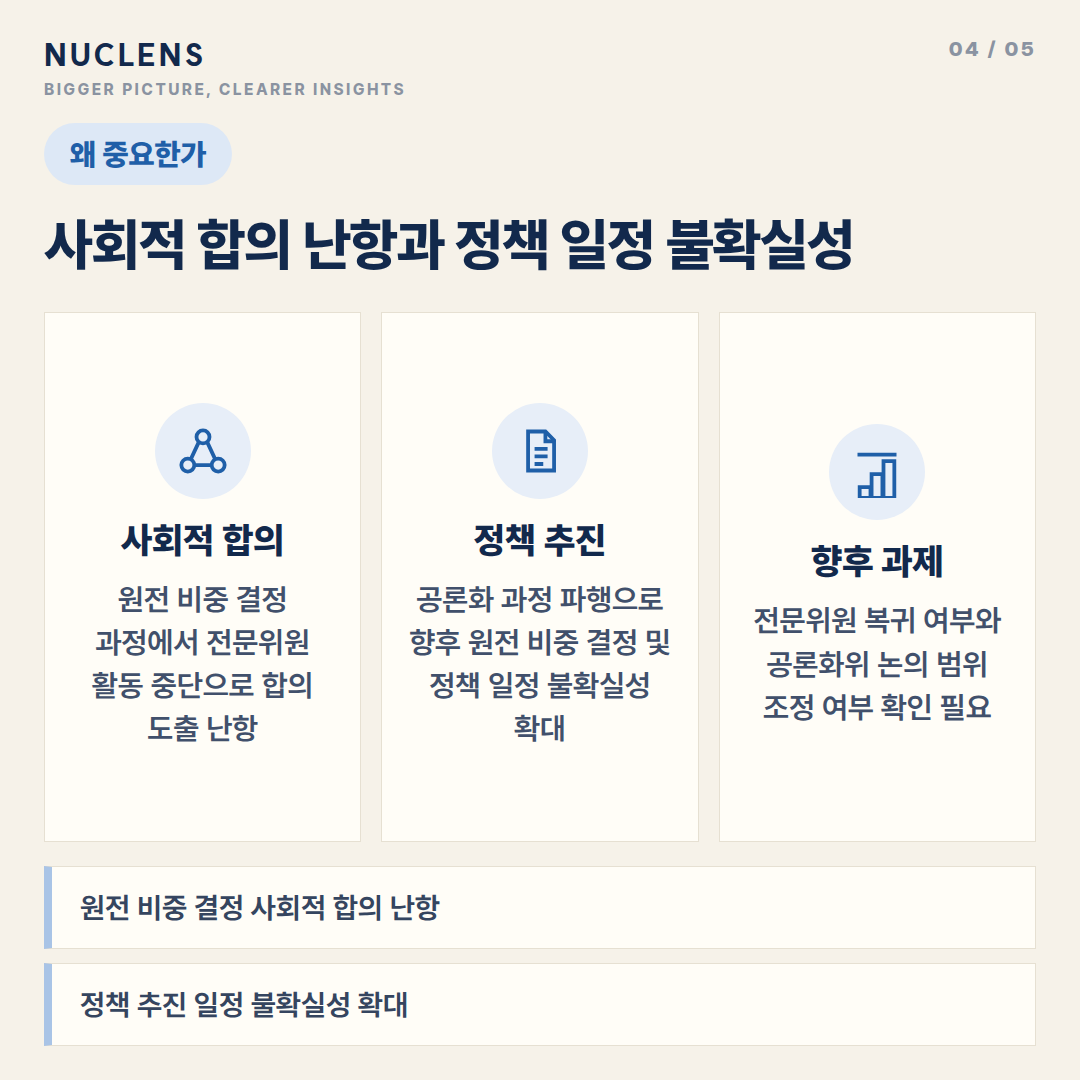 NUCLENS
04 / 05
BIGGER PICTURE, CLEARER INSIGHTS
왜 중요한가
사회적 합의 난항과 정책 일정 불확실성
사회적 합의
원전 비중 결정
과정에서 전문위원
활동 중단으로 합의
도출 난항
정책 추진
공론화 과정 파행으로
향후 원전 비중 결정 및
정책 일정 불확실성
확대
향후 과제
전문위원 복귀 여부와
공론화위 논의 범위
조정 여부 확인 필요
원전 비중 결정 사회적 합의 난항
정책 추진 일정 불확실성 확대